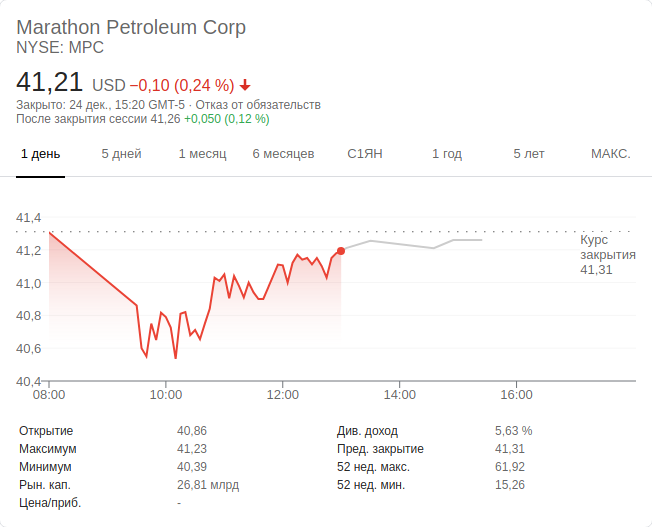 Marathon Petroleum Corp
NYSE: MPC
41,21 USD −0,10 (0,24 %)
Закрыто: 24 дек., 15:20 GMT-5 · Отказ от обязательств
После закрытия сессии 41,26 +0,050 (0,12 %)
1 день 5 дней 1 месяц 6 месяцев С1ЯН 1 год 5 лет МАКС.
41,4
41,2
41,0
40,8
40,6
40,4
Курс
закрытия
41,31
08:00 10:00 12:00 14:00 16:00
Открытие 40,86 Див. доход 5,63 %
Максимум 41,23 Пред. закрытие 41,31
Минимум 40,39 52 нед. макс. 61,92
Рын. кап. 26,81 млрд 52 нед. мин. 15,26
Цена/приб. -